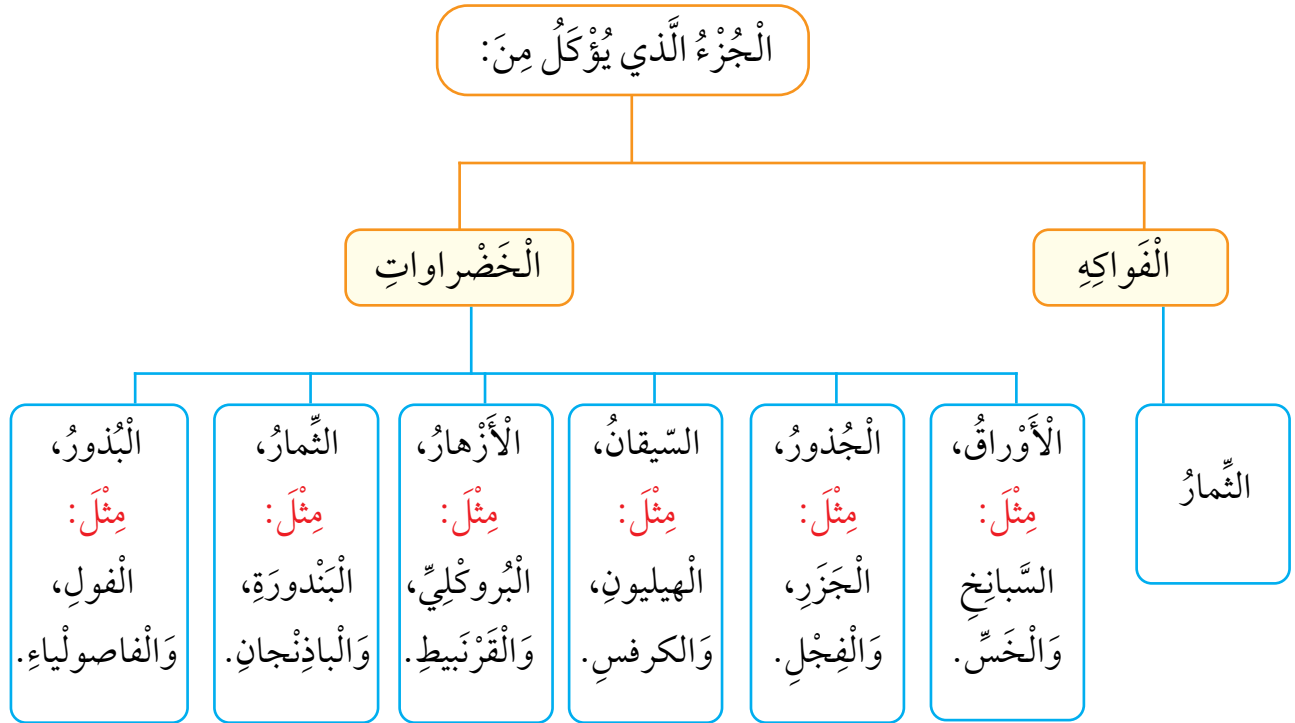 الْجُزْءُ الَّذي يُؤْكَلُ مِنَ:
الْفَواكِهِ
الْخَضْراواتِ
الثِّمارُ
الْأَوْراقُ،
مِثْلَ:
السَّبانِخِ
وَالْخَسِّ.
الْجُذورُ،
مِثْلَ:
الْجَزَرِ،
وَالْفِجْلِ.
السّيقانُ،
مِثْلَ:
الْهيليونِ،
وَالكرفسِ.
الْأَزْهارُ،
مِثْلَ:
الْبُروكْلِيِّ،
وَالْقَرْنَبيطِ.
الثِّمارُ،
مِثْلَ:
الْبَنْدورَةِ،
وَالْباذِنْجانِ.
الْبُذورُ،
مِثْلَ:
الْفولِ،
وَالْفاصولْياءِ.